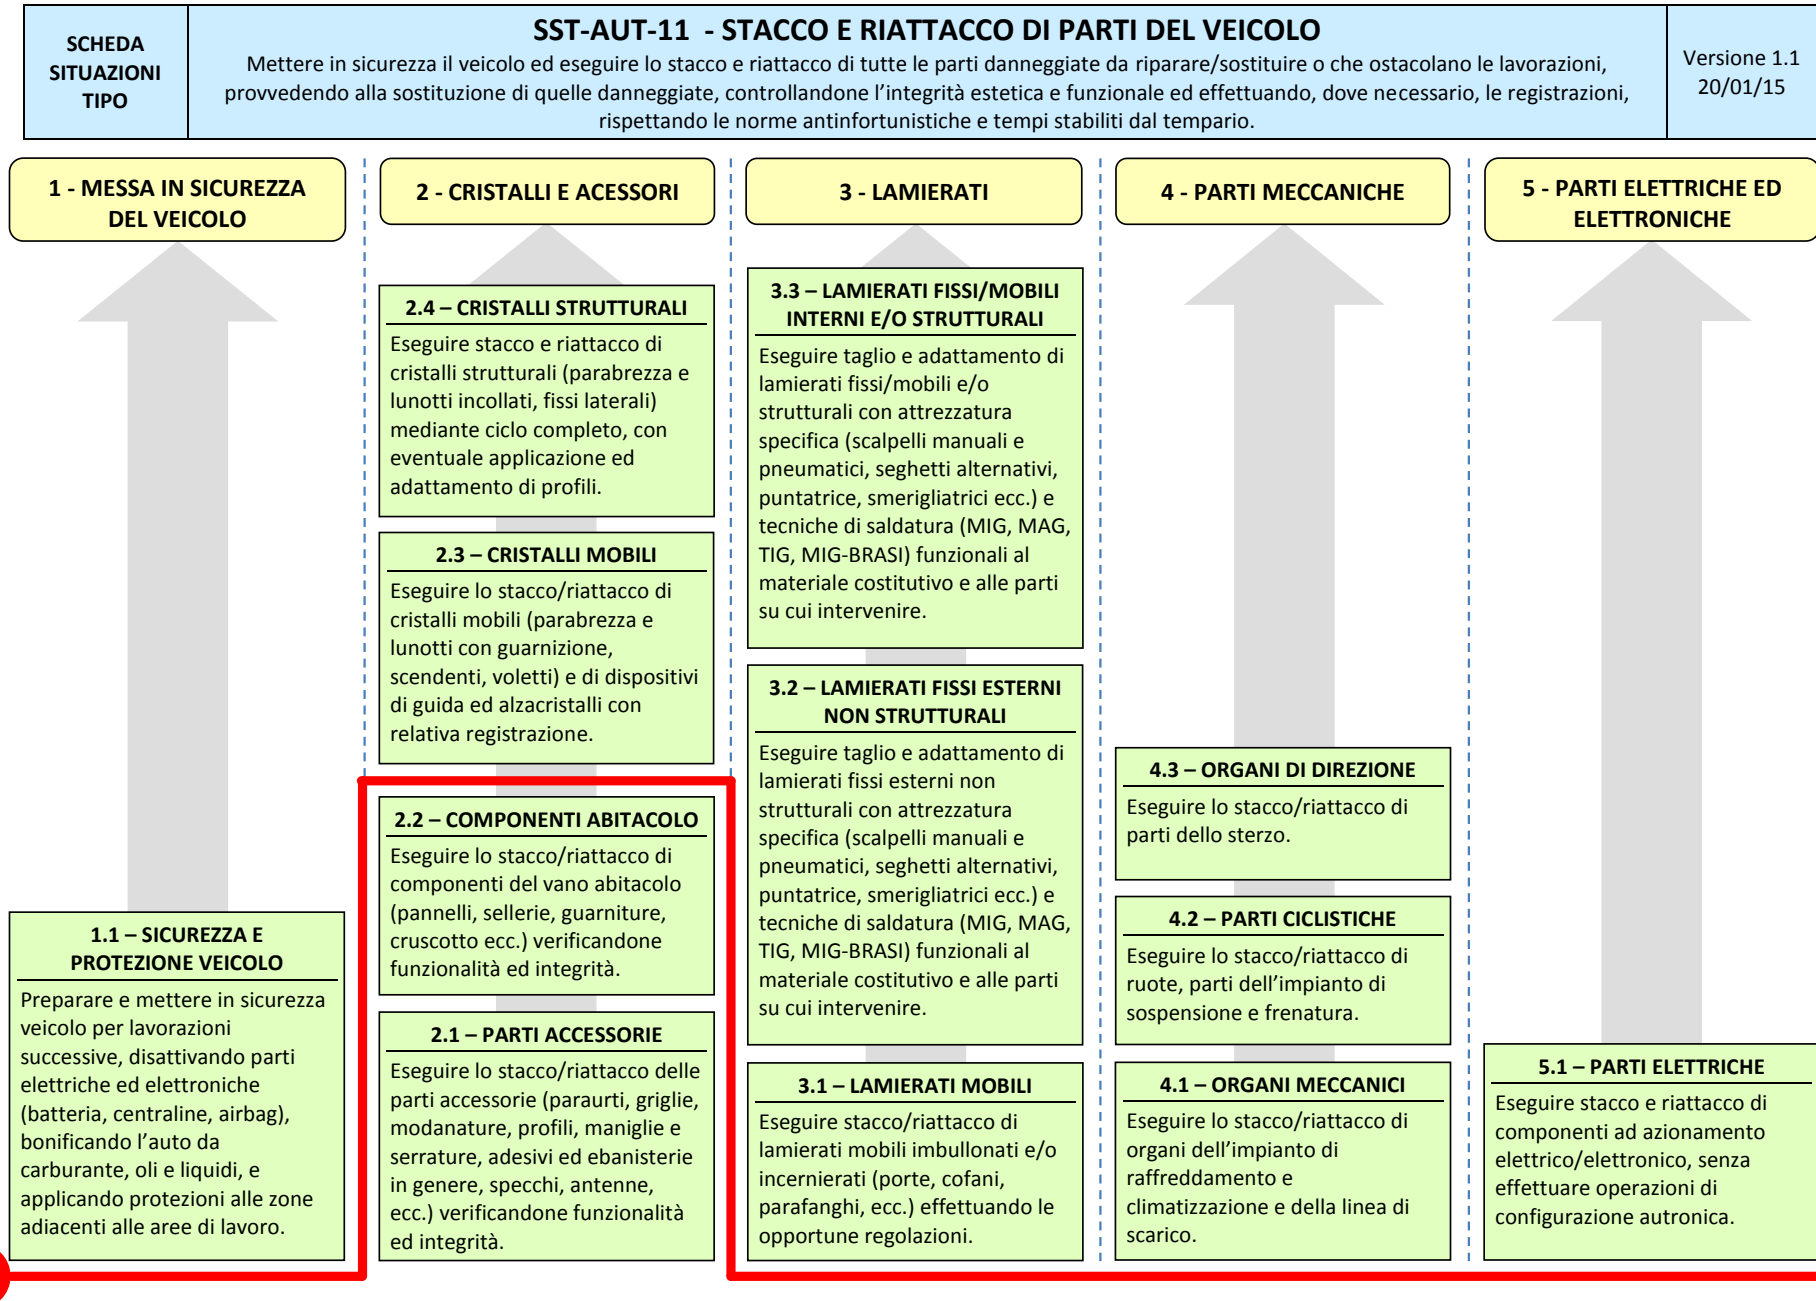 SCHEDA
SITUAZIONI
TIPO
SST-AUT-11 - STACCO E RIATTACCO DI PARTI DEL VEICOLO
Mettere in sicurezza il veicolo ed eseguire lo stacco e riattacco di tutte le parti danneggiate da riparare/sostituire o che ostacolano le lavorazioni,
provvedendo alla sostituzione di quelle danneggiate, controllandone l’integrità estetica e funzionale ed effettuando, dove necessario, le registrazioni,
rispettando le norme antinfortunistiche e tempi stabiliti dal tempario.
Versione 1.1
20/01/15
1 - MESSA IN SICUREZZA
DEL VEICOLO
1.1 – SICUREZZA E
PROTEZIONE VEICOLO
Preparare e mettere in sicurezza
veicolo per lavorazioni
successive, disattivando parti
elettriche ed elettroniche
(batteria, centraline, airbag),
bonificando l’auto da
carburante, oli e liquidi, e
applicando protezioni alle zone
adiacenti alle aree di lavoro.
2 - CRISTALLI E ACESSORI
2.4 – CRISTALLI STRUTTURALI
Eseguire stacco e riattacco di
cristalli strutturali (parabrezza e
lunotti incollati, fissi laterali)
mediante ciclo completo, con
eventuale applicazione ed
adattamento di profili.
2.3 – CRISTALLI MOBILI
Eseguire lo stacco/riattacco di
cristalli mobili (parabrezza e
lunotti con guarnizione,
scendenti, voletti) e di dispositivi
di guida ed alzacristalli con
relativa registrazione.
2.2 – COMPONENTI ABITACOLO
Eseguire lo stacco/riattacco di
componenti del vano abitacolo
(pannelli, sellerie, guarniture,
cruscotto ecc.) verificandone
funzionalità ed integrità.
2.1 – PARTI ACCESSORIE
Eseguire lo stacco/riattacco delle
parti accessorie (paraurti, griglie,
modanature, profili, maniglie e
serrature, adesivi ed ebanisterie
in genere, specchi, antenne,
ecc.) verificandone funzionalità
ed integrità.
3 - LAMIERATI
3.3 – LAMIERATI FISSI/MOBILI
INTERNI E/O STRUTTURALI
Eseguire taglio e adattamento di
lamierati fissi/mobili e/o
strutturali con attrezzatura
specifica (scalpelli manuali e
pneumatici, seghetti alternativi,
puntatrice, smerigliatrici ecc.) e
tecniche di saldatura (MIG, MAG,
TIG, MIG-BRASI) funzionali al
materiale costitutivo e alle parti
su cui intervenire.
3.2 – LAMIERATI FISSI ESTERNI
NON STRUTTURALI
Eseguire taglio e adattamento di
lamierati fissi esterni non
strutturali con attrezzatura
specifica (scalpelli manuali e
pneumatici, seghetti alternativi,
puntatrice, smerigliatrici ecc.) e
tecniche di saldatura (MIG, MAG,
TIG, MIG-BRASI) funzionali al
materiale costitutivo e alle parti
su cui intervenire.
3.1 – LAMIERATI MOBILI
Eseguire stacco/riattacco di
lamierati mobili imbullonati e/o
incernierati (porte, cofani,
parafanghi, ecc.) effettuando le
opportune regolazioni.
4 - PARTI MECCANICHE
4.3 – ORGANI DI DIREZIONE
Eseguire lo stacco/riattacco di
parti dello sterzo.
4.2 – PARTI CICLISTICHE
Eseguire lo stacco/riattacco di
ruote, parti dell’impianto di
sospensione e frenatura.
4.1 – ORGANI MECCANICI
Eseguire lo stacco/riattacco di
organi dell’impianto di
raffreddamento e
climatizzazione e della linea di
scarico.
5 - PARTI ELETTRICHE ED
ELETTRONICHE
5.1 – PARTI ELETTRICHE
Eseguire stacco e riattacco di
componenti ad azionamento
elettrico/elettronico, senza
effettuare operazioni di
configurazione autronica.